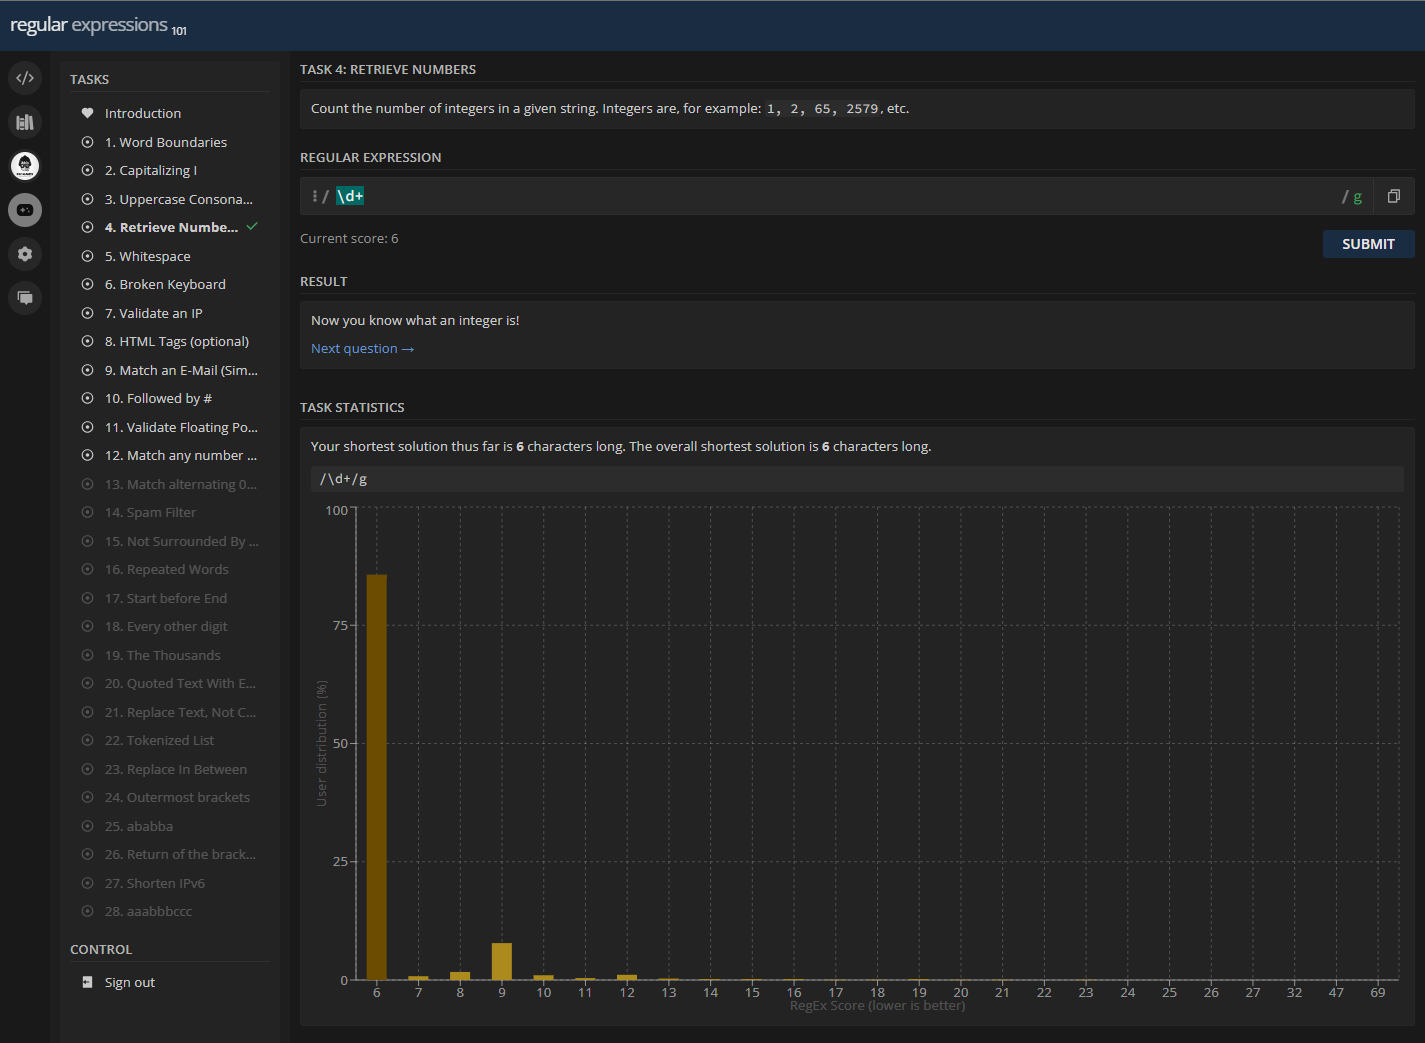 regular expressions 101
TASKS
Introduction
1. Word Boundaries
2. Capitalizing I
3. Uppercase Consona...
4. Retrieve Numbe...
5. Whitespace
6. Broken Keyboard
7. Validate an IP
8. HTML Tags (optional)
9. Match an E-Mail (Sim...
10. Followed by #
11. Validate Floating Po...
12. Match any number ...
13. Match alternating 0...
14. Spam Filter
15. Not Surrounded By ...
16. Repeated Words
17. Start before End
18. Every other digit
19. The Thousands
20. Quoted Text With E...
21. Replace Text, Not C...
22. Tokenized List
23. Replace In Between
24. Outermost brackets
25. ababba
26. Return of the brack...
27. Shorten IPv6
28. aaabbbccc
CONTROL
Sign out
TASK 4: RETRIEVE NUMBERS
Count the number of integers in a given string. Integers are, for example: 1, 2, 65, 2579, etc.
REGULAR EXPRESSION
/ \d+ / g
Current score: 6
SUBMIT
RESULT
Now you know what an integer is!
Next question →
TASK STATISTICS
Your shortest solution thus far is 6 characters long. The overall shortest solution is 6 characters long.
/\d+/g
100
75
50
25
0
User distribution (%)
6 7 8 9 10 11 12 13 14 15 16 17 18 19 20 21 22 23 24 25 26 27 32 47 69
RegEx Score (lower is better)